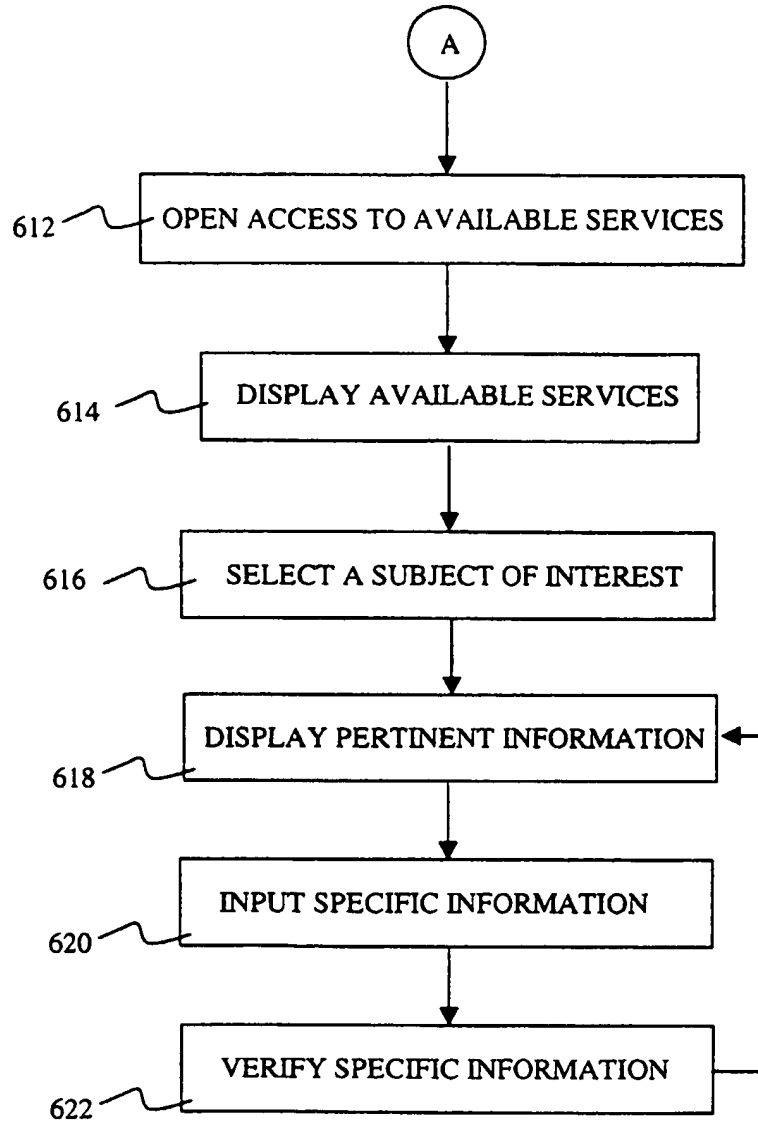 A
612
OPEN ACCESS TO AVAILABLE SERVICES
614
DISPLAY AVAILABLE SERVICES
616
SELECT A SUBJECT OF INTEREST
618
DISPLAY PERTINENT INFORMATION
620
INPUT SPECIFIC INFORMATION
622
VERIFY SPECIFIC INFORMATION